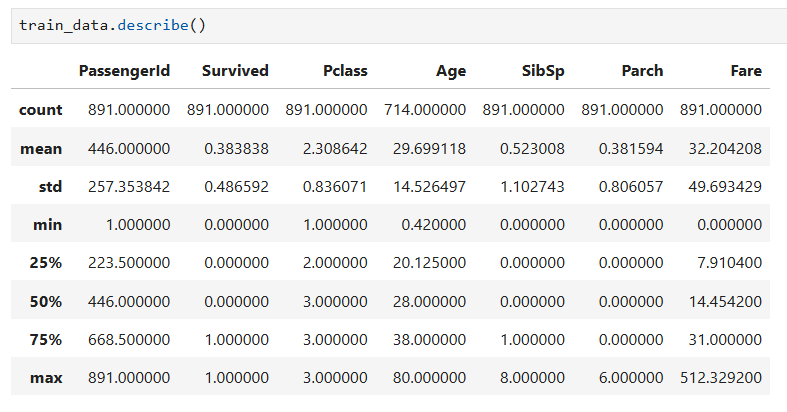 train_data.describe()
PassengerId Survived Pclass Age SibSp Parch Fare
count 891.000000 891.000000 891.000000 714.000000 891.000000 891.000000 891.000000
mean 446.000000 0.383838 2.308642 29.699118 0.523008 0.381594 32.204208
std 257.353842 0.486592 0.836071 14.526497 1.102743 0.806057 49.693429
min 1.000000 0.000000 1.000000 0.420000 0.000000 0.000000 0.000000
25% 223.500000 0.000000 2.000000 20.125000 0.000000 0.000000 7.910400
50% 446.000000 0.000000 3.000000 28.000000 0.000000 0.000000 14.454200
75% 668.500000 1.000000 3.000000 38.000000 1.000000 0.000000 31.000000
max 891.000000 1.000000 3.000000 80.000000 8.000000 6.000000 512.329200